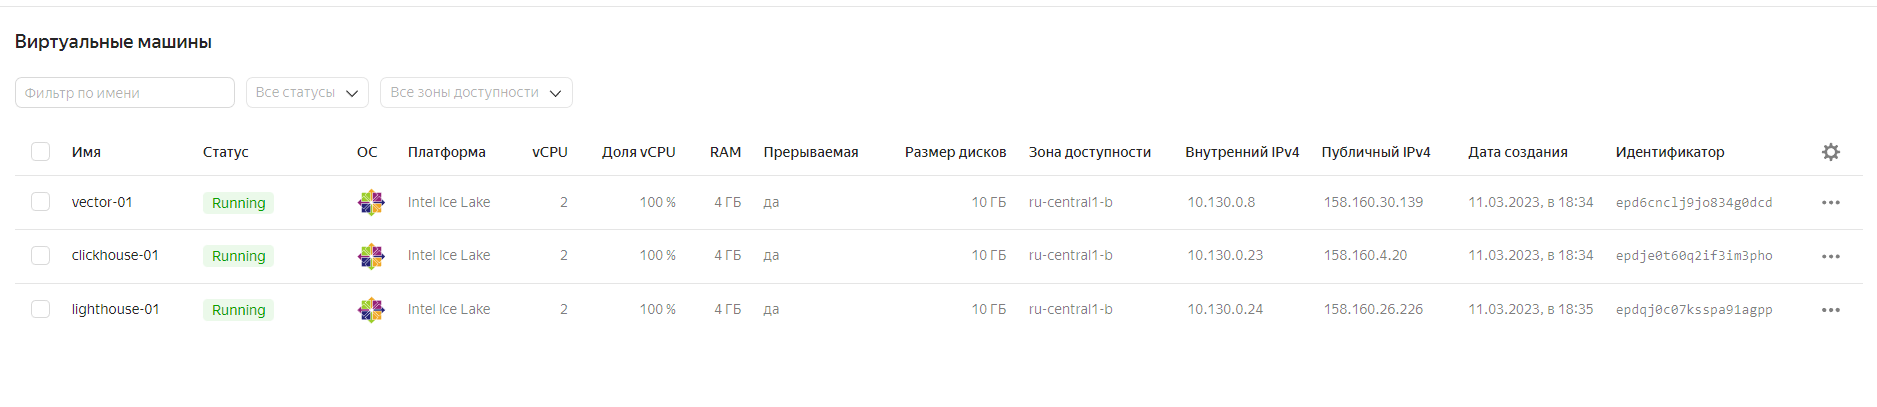 Виртуальные машины
Фильтр по имени Все статусы Все зоны доступности
Имя Статус ОС Платформа vCPU Доля vCPU RAM Прерываемая Размер дисков Зона доступности Внутренний IPv4 Публичный IPv4 Дата создания Идентификатор
vector-01 Running Intel Ice Lake 2 100 % 4 ГБ да 10 ГБ ru-central1-b 10.130.0.8 158.160.30.139 11.03.2023, в 18:34 epd6cnclj9jo834g0dcd
clickhouse-01 Running Intel Ice Lake 2 100 % 4 ГБ да 10 ГБ ru-central1-b 10.130.0.23 158.160.4.20 11.03.2023, в 18:34 epdje0t60q2if3im3pho
lighthouse-01 Running Intel Ice Lake 2 100 % 4 ГБ да 10 ГБ ru-central1-b 10.130.0.24 158.160.26.226 11.03.2023, в 18:35 epdqj0c07ksspa91agpp